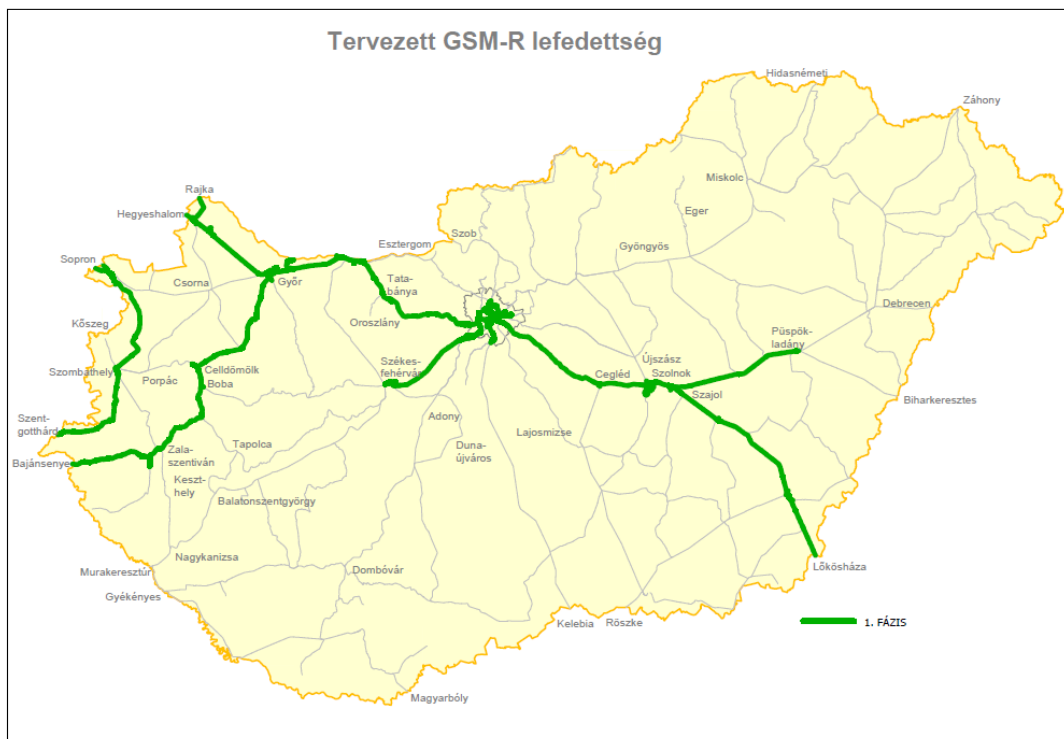 Tervezett GSM-R lefedettség
Hidasnémeti
Záhony
Miskolc
Rajka
Hegyeshalom
Eger
Szob
Esztergom
Gyöngyös
Sopron
Csorna
Győr
Tata-
bánya
Debrecen
Kőszeg
Oroszlány
Püspök-
ladány
Szombathely
Porpác
Celldömölk
Boba
Székes-
fehérvár
Cegléd
Újszász
Szolnok
Szajol
Biharkeresztes
Szent-
gotthárd
Adony
Lajosmizse
Bajánsenye
Zala-
szentiván
Tapolca
Duna-
újváros
Keszt-
hely
Balatonszentgyörgy
Nagykanizsa
Murakeresztúr
Dombóvár
Lőkösháza
Gyékényes
Kelebia
Röszke
1. FÁZIS
Magyarbóly